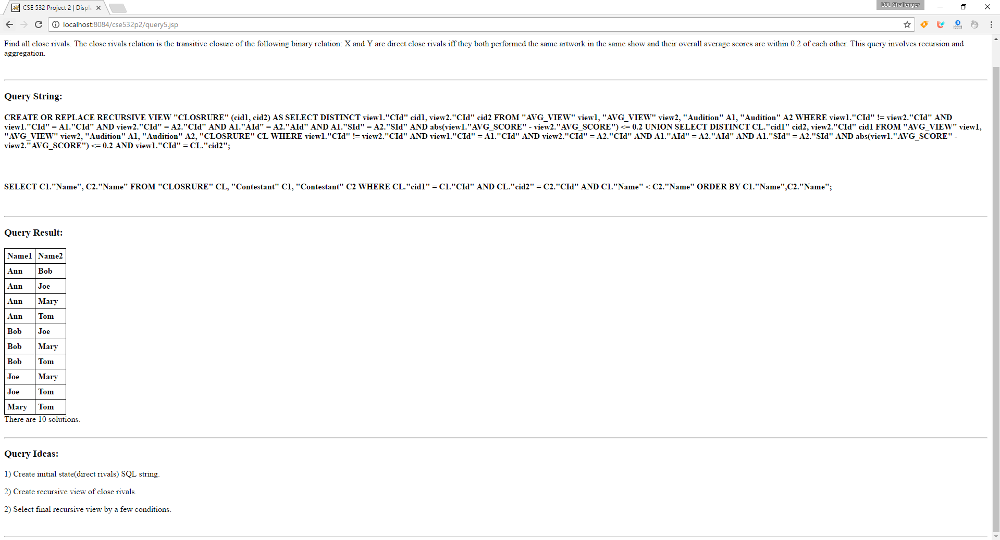 CSE 532 Project 2 | Displ
LOL Challenger
localhost:8084/cse532p2/query5.jsp
Find all close rivals. The close rivals relation is the transitive closure of the following binary relation: X and Y are direct close rivals iff they both performed the same artwork in the same show and their overall average scores are within 0.2 of each other. This query involves recursion and
aggregation.
Query String:
CREATE OR REPLACE RECURSIVE VIEW "CLOSRURE" (cid1, cid2) AS SELECT DISTINCT view1."CId" cid1, view2."CId" cid2 FROM "AVG_VIEW" view1, "AVG_VIEW" view2, "Audition" A1, "Audition" A2 WHERE view1."CId" != view2."CId" AND
view1."CId" = A1."CId" AND view2."CId" = A2."CId" AND A1."AId" = A2."AId" AND A1."SId" = A2."SId" AND abs(view1."AVG_SCORE" - view2."AVG_SCORE") <= 0.2 UNION SELECT DISTINCT CL."cid1" cid2, view2."CId" cid1 FROM "AVG_VIEW" view1,
"AVG_VIEW" view2, "Audition" A1, "Audition" A2, "CLOSRURE" CL WHERE view1."CId" != view2."CId" AND view1."CId" = A1."CId" AND view2."CId" = A2."CId" AND A1."AId" = A2."AId" AND A1."SId" = A2."SId" AND abs(view1."AVG_SCORE" -
view2."AVG_SCORE") <= 0.2 AND view1."CId" = CL."cid2";
SELECT C1."Name", C2."Name" FROM "CLOSRURE" CL, "Contestant" C1, "Contestant" C2 WHERE CL."cid1" = C1."CId" AND CL."cid2" = C2."CId" AND C1."Name" < C2."Name" ORDER BY C1."Name",C2."Name";
Query Result:
Name1 Name2
Ann Bob
Ann Joe
Ann Mary
Ann Tom
Bob Joe
Bob Mary
Bob Tom
Joe Mary
Joe Tom
Mary Tom
There are 10 solutions.
Query Ideas:
1) Create initial state(direct rivals) SQL string.
2) Create recursive view of close rivals.
2) Select final recursive view by a few conditions.